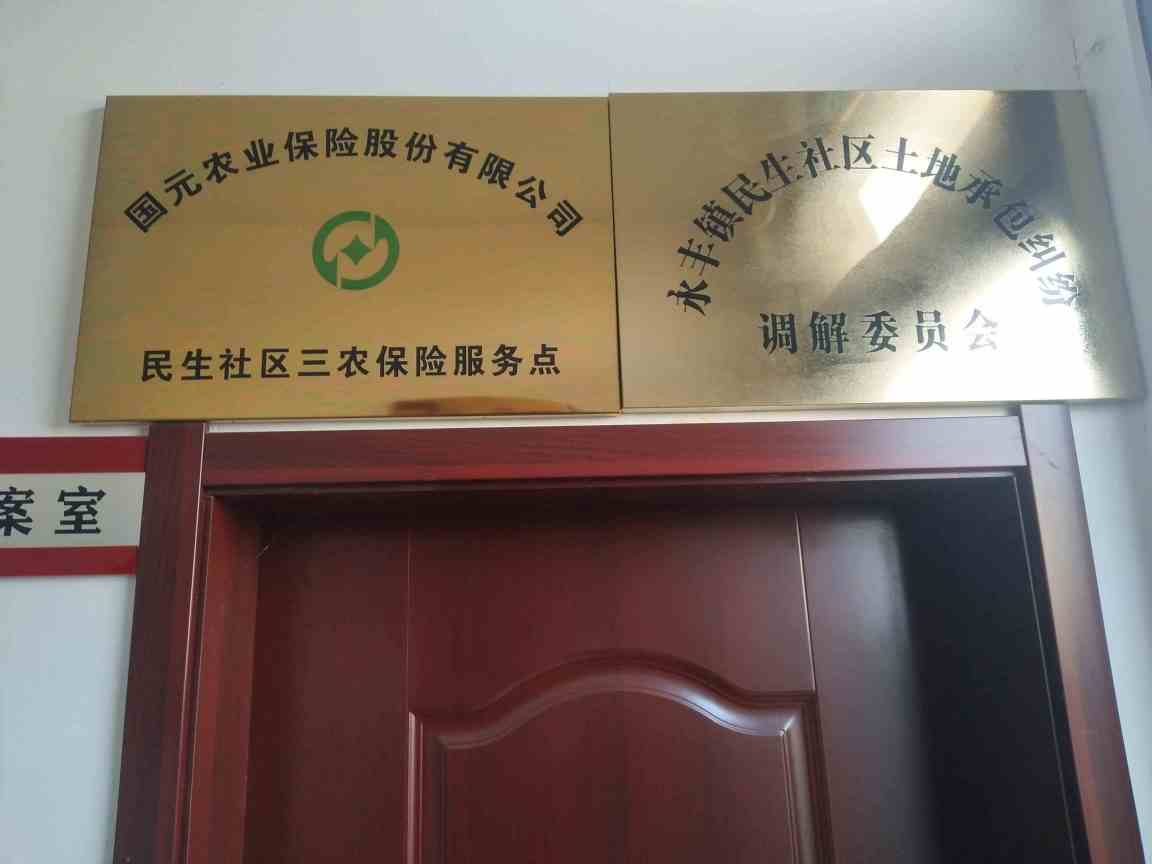 国元农业保险股份有限公司
民生社区三农保险服务点
永丰镇民生社区土地承包纠纷
调解委员会
案室